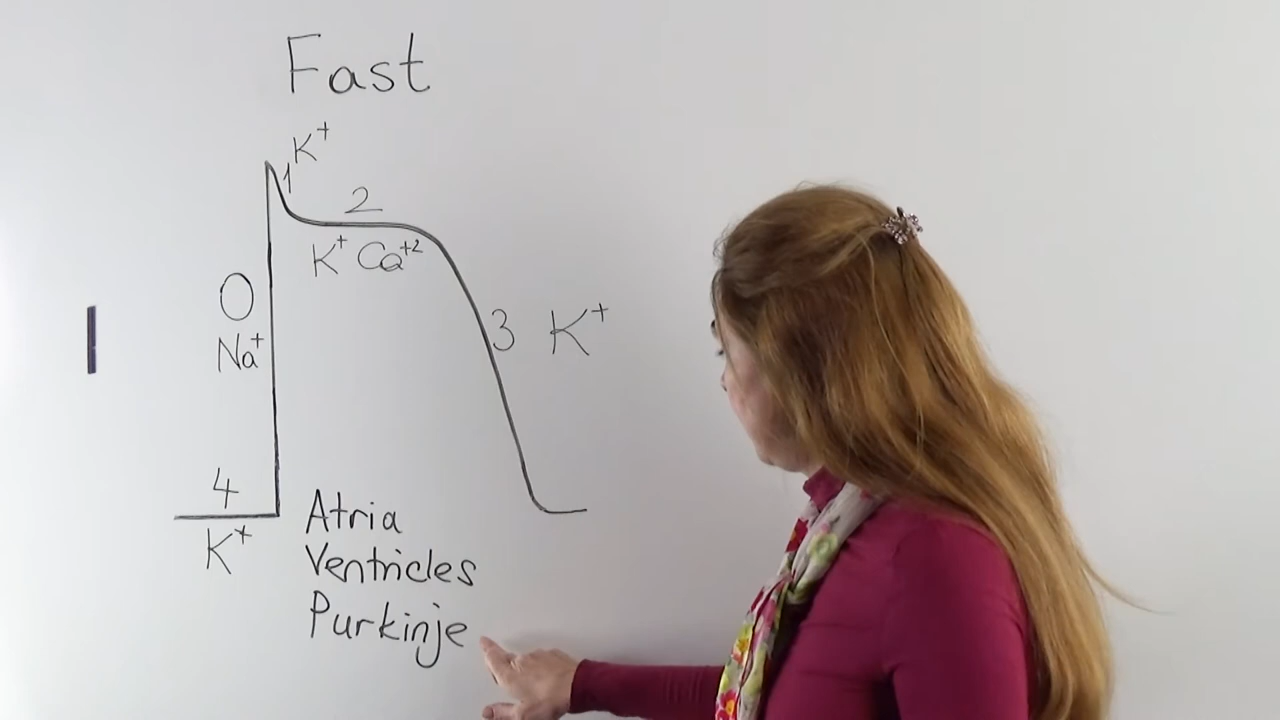 Fast
K⁺
1
2
K⁺ Ca⁺²
0
Na⁺
3 K⁺
4
K⁺
Atria
Ventricles
Purkinje